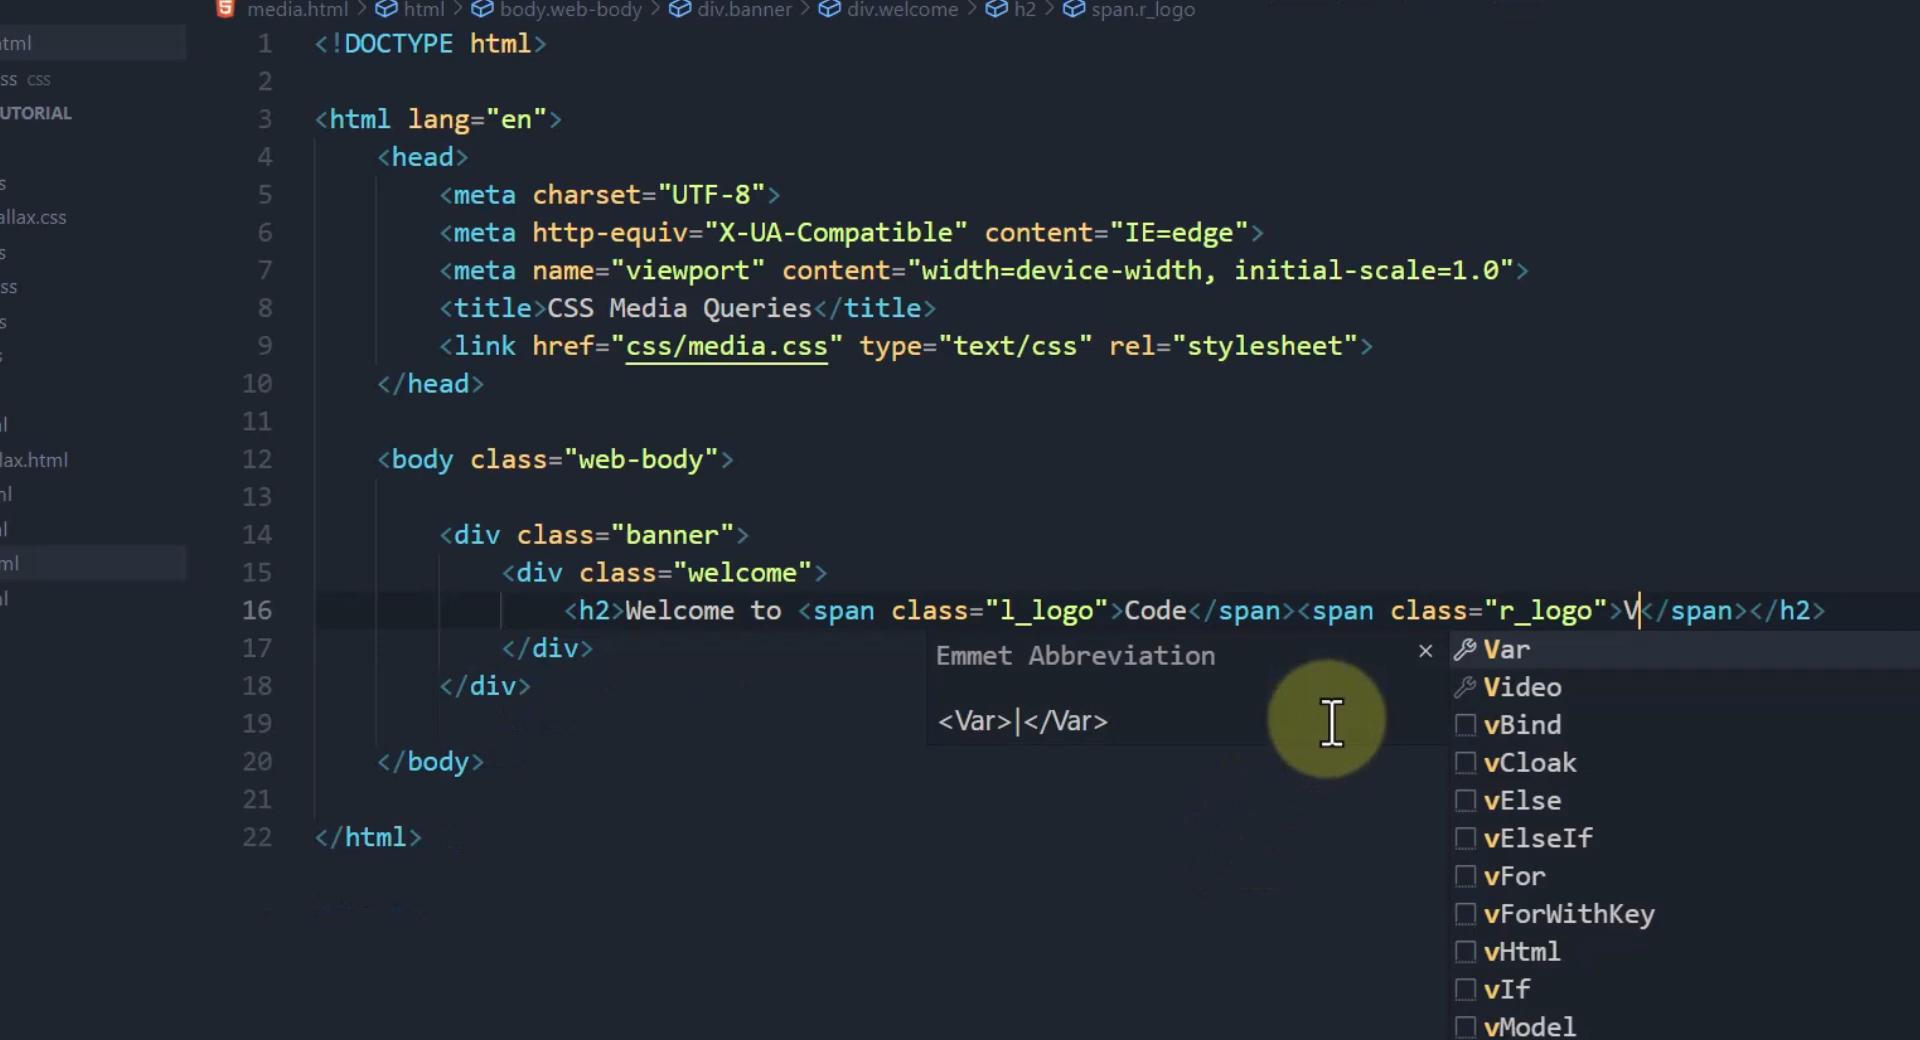 media.html > html > body.web-body > div.banner > div.welcome > h2 > span.r_logo
tml
ss css
UTORIAL
s
allax.css
s
ss
s
s
l
lax.html
ml
l
ml
l
1 <!DOCTYPE html>
2
3 <html lang="en">
4 <head>
5 <meta charset="UTF-8">
6 <meta http-equiv="X-UA-Compatible" content="IE=edge">
7 <meta name="viewport" content="width=device-width, initial-scale=1.0">
8 <title>CSS Media Queries</title>
9 <link href="css/media.css" type="text/css" rel="stylesheet">
10 </head>
11
12 <body class="web-body">
13
14 <div class="banner">
15 <div class="welcome">
16 <h2>Welcome to <span class="l_logo">Code</span><span class="r_logo">V</span></h2>
17 </div>
18 </div>
19
20 </body>
21
22 </html>
Emmet Abbreviation ×
<Var>|</Var>
Var
Video
vBind
vCloak
vElse
vElseIf
vFor
vForWithKey
vHtml
vIf
vModel